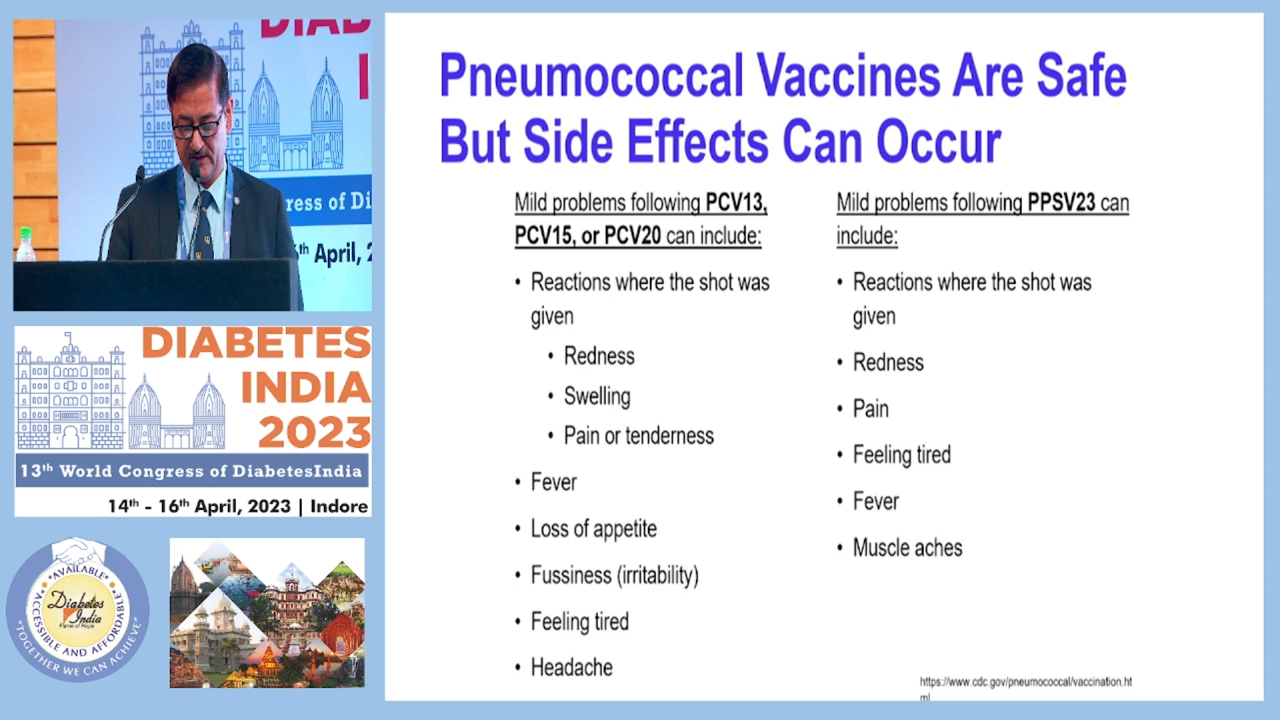 DIAB
I
ress of Di
th April, 2
DIABETES
INDIA
2023
13th World Congress of DiabetesIndia
14th - 16th April, 2023 | Indore
*AVAILABLE*
*ACCESSIBLE AND AFFORDABLE*
"TOGETHER WE CAN ACHIEVE"
Diabetes
India
Pneumococcal Vaccines Are Safe
But Side Effects Can Occur
Mild problems following PCV13,
PCV15, or PCV20 can include:
• Reactions where the shot was
given
• Redness
• Swelling
• Pain or tenderness
• Fever
• Loss of appetite
• Fussiness (irritability)
• Feeling tired
• Headache
Mild problems following PPSV23 can
include:
• Reactions where the shot was
given
• Redness
• Pain
• Feeling tired
• Fever
• Muscle aches
https://www.cdc.gov/pneumococcal/vaccination.ht
ml